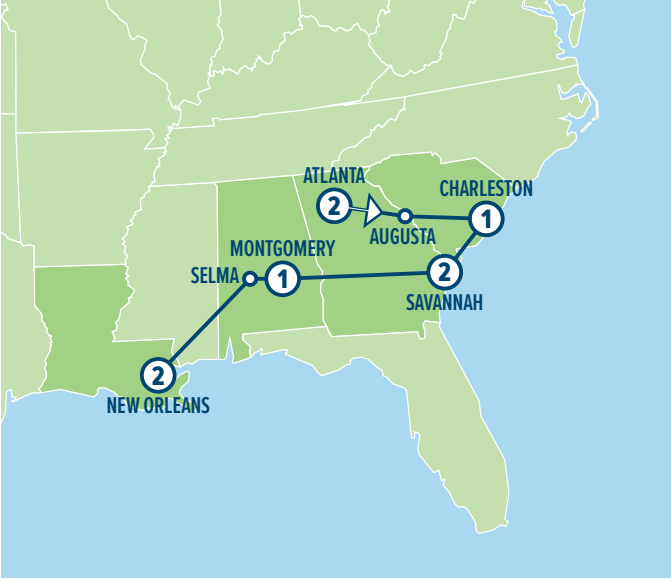 ATLANTA
2
CHARLESTON
1
AUGUSTA
MONTGOMERY
SELMA
1
2
SAVANNAH
2
NEW ORLEANS